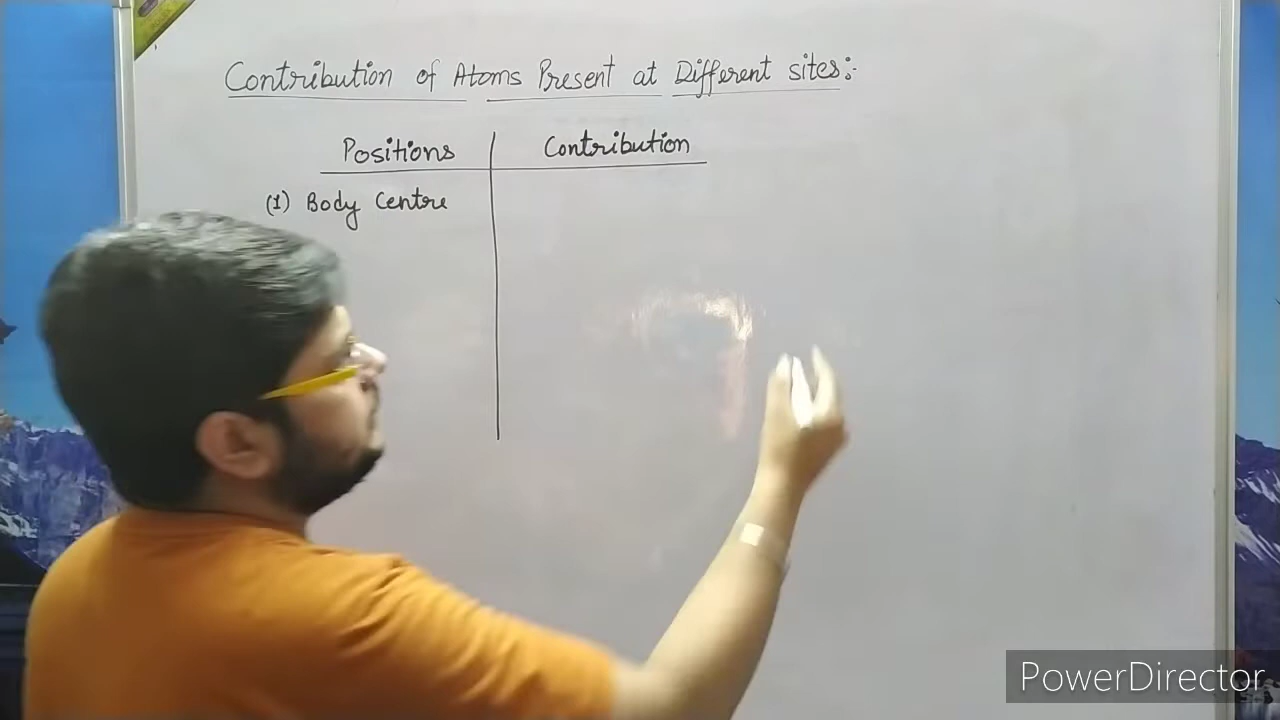 Contribution of Atoms Present at Different sites:-
Positions Contribution
(1) Body Centre
PowerDirector